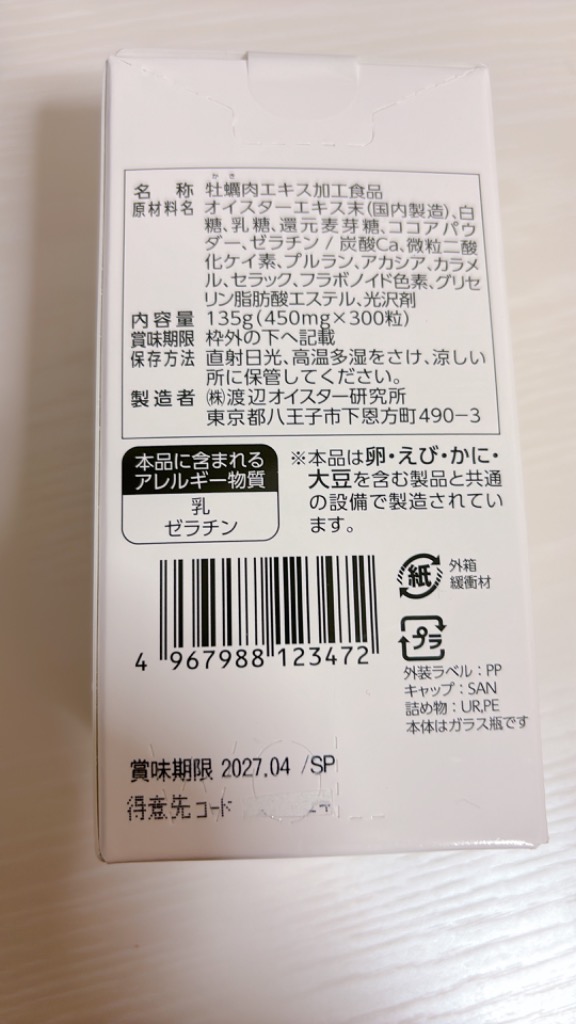 かき
名称 牡蠣肉エキス加工食品
原材料名 オイスターエキス末(国内製造)、白
糖、乳糖、還元麦芽糖、ココアパウ
ダー、ゼラチン / 炭酸Ca、微粒二酸
化ケイ素、プルラン、アカシア、カラメ
ル、セラック、フラボノイド色素、グリセ
リン脂肪酸エステル、光沢剤
内容量 135g(450mg×300粒)
賞味期限 枠外の下へ記載
保存方法 直射日光、高温多湿をさけ、涼しい
所に保管してください。
製造者 ㈱渡辺オイスター研究所
東京都八王子市下恩方町490−3
本品に含まれる
アレルギー物質
乳
ゼラチン
※本品は卵・えび・かに・
大豆を含む製品と共通
の設備で製造されてい
ます。
紙 外箱
緩衝材
プラ
外装ラベル:PP
キャップ:SAN
詰め物:UR,PE
本体はガラス瓶です
4 967988 123472
賞味期限 2027.04 /SP
得意先コード